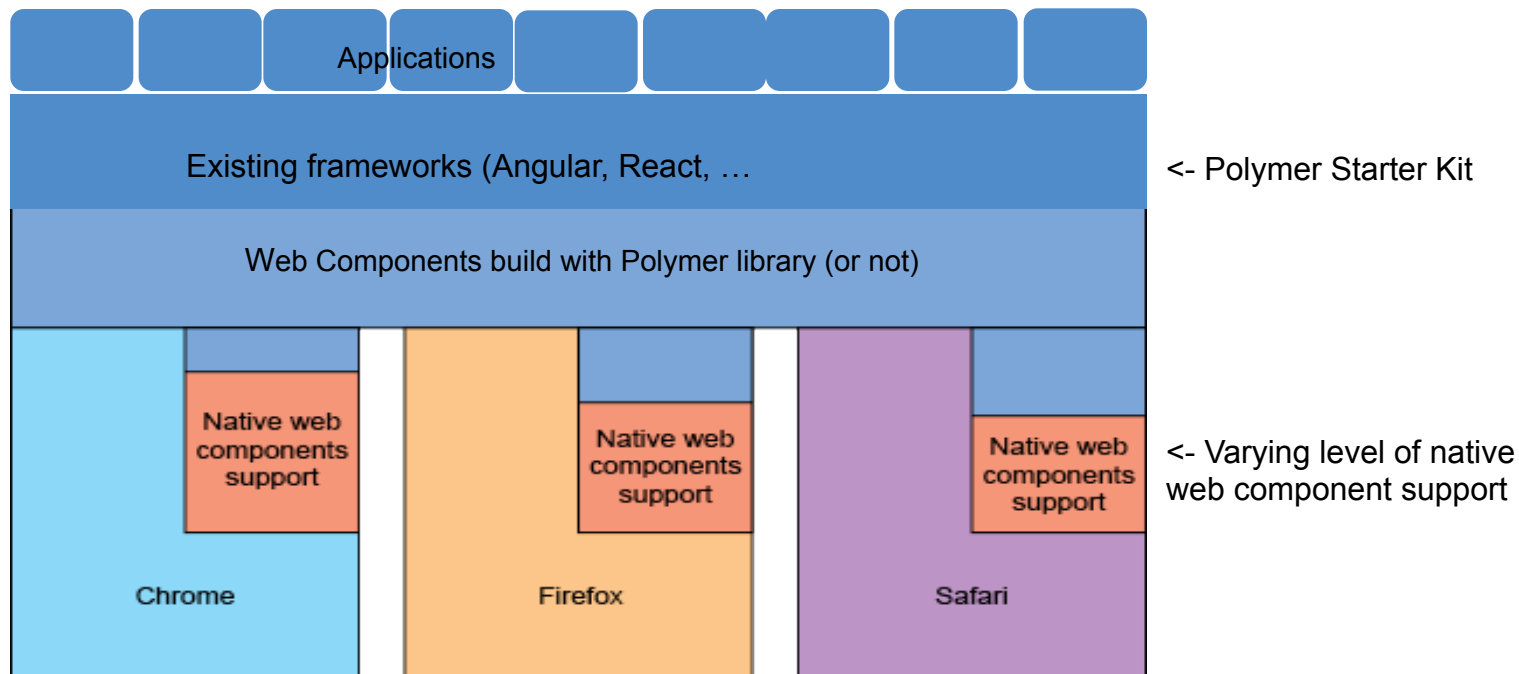 Applications
Existing frameworks (Angular, React, …
<- Polymer Starter Kit
Web Components build with Polymer library (or not)
Native web
components
support
Native web
components
support
Native web
components
support
<- Varying level of native
web component support
Chrome
Firefox
Safari